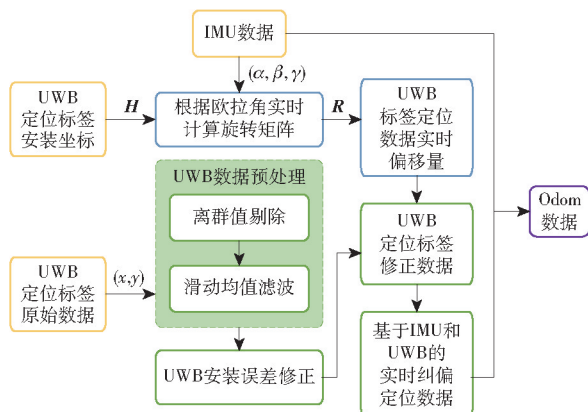 IMU数据
(α, β, γ)
UWB
定位标签
安装坐标
H
根据欧拉角实时
计算旋转矩阵
R
UWB
标签定位
数据实时
偏移量
UWB数据预处理
离群值剔除
滑动均值滤波
UWB
定位标签
原始数据
(x,y)
UWB安装误差修正
UWB
定位标签
修正数据
基于IMU和
UWB的
实时纠偏
定位数据
Odom
数据